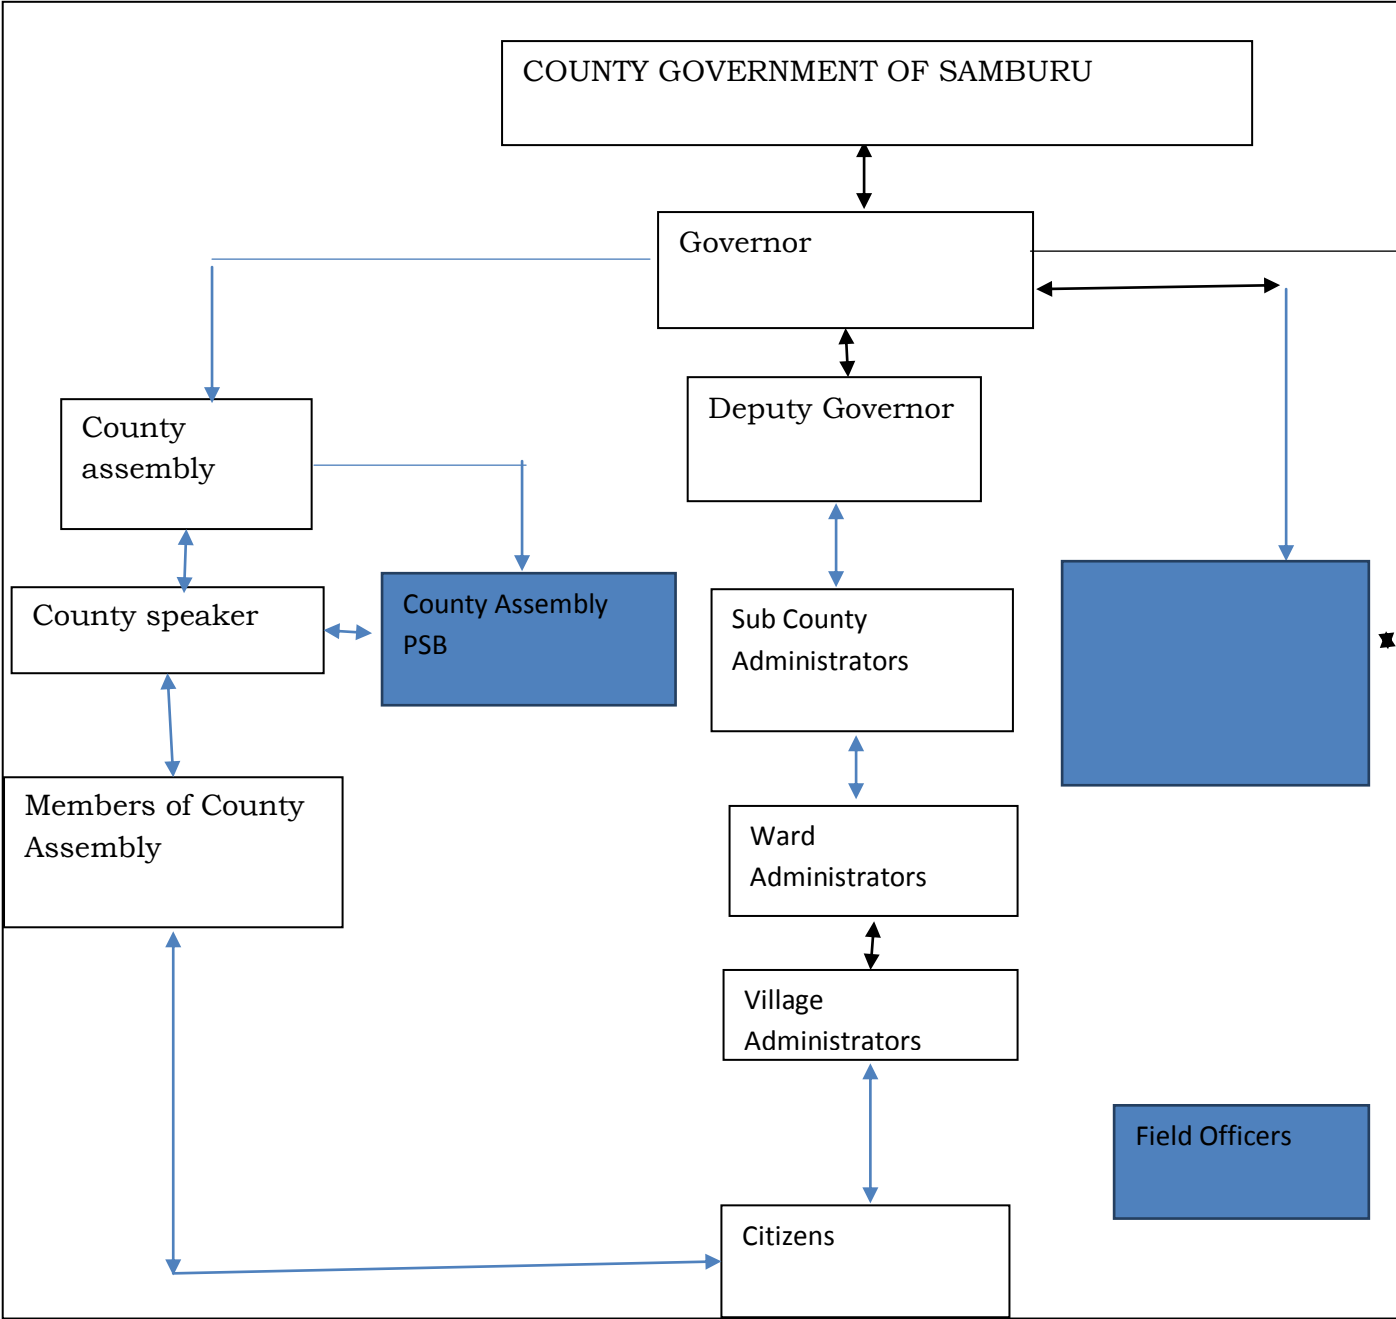 COUNTY GOVERNMENT OF SAMBURU
Governor
Deputy Governor
County
assembly
County speaker
County Assembly
PSB
Sub County
Administrators
Members of County
Assembly
Ward
Administrators
Village
Administrators
Field Officers
Citizens